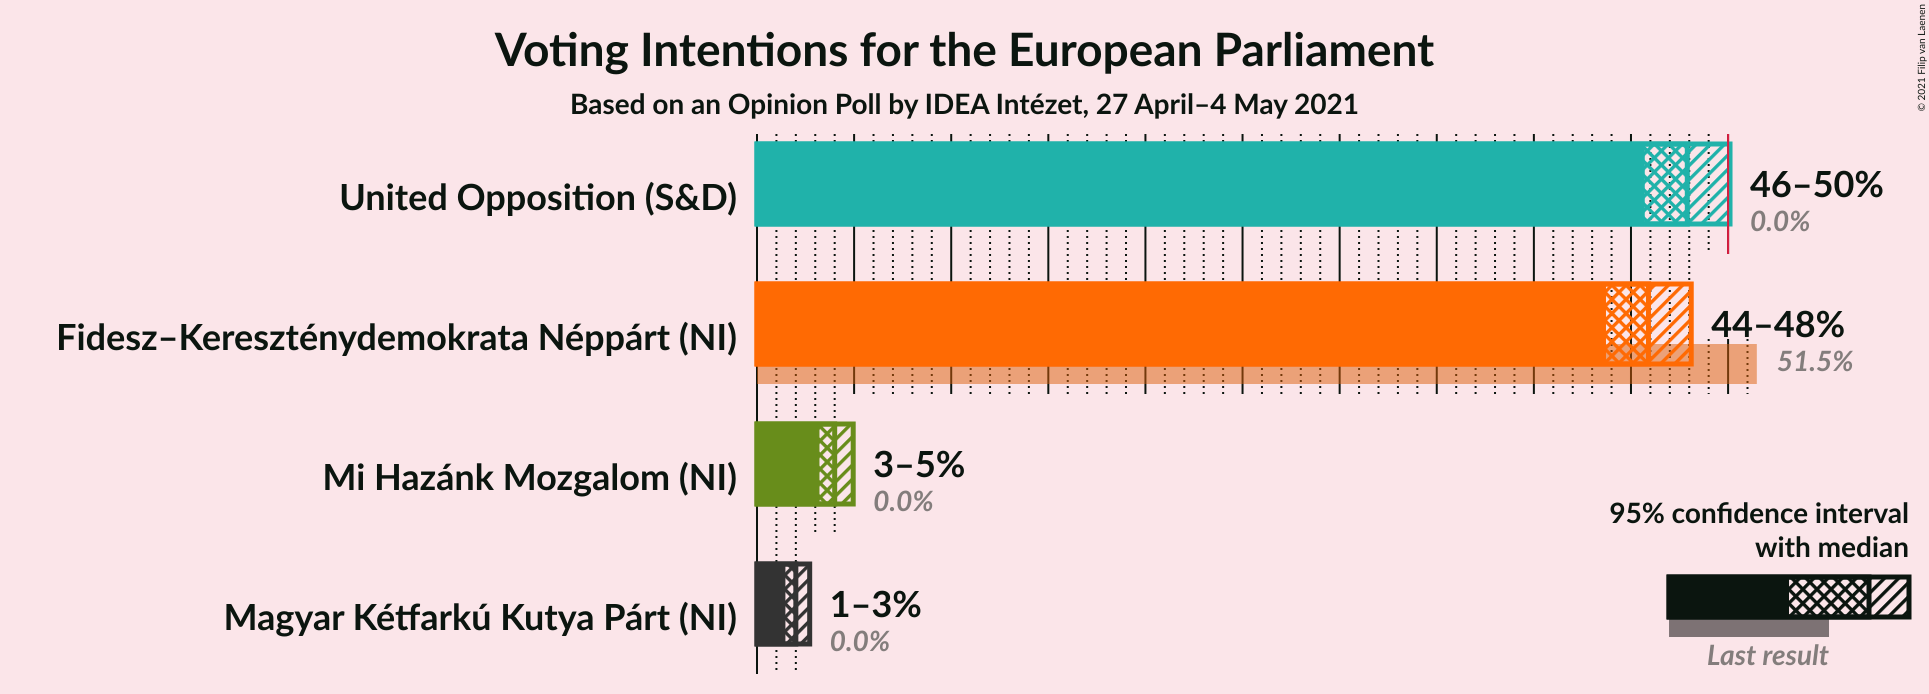 Voting Intentions for the European Parliament
Based on an Opinion Poll by IDEA Intézet, 27 April–4 May 2021
© 2021 Filip van Laenen
United Opposition (S&D)
46–50%
0.0%
Fidesz–Kereszténydemokrata Néppárt (NI)
44–48%
51.5%
Mi Hazánk Mozgalom (NI)
3–5%
0.0%
Magyar Kétfarkú Kutya Párt (NI)
1–3%
0.0%
95% confidence interval
with median
Last result